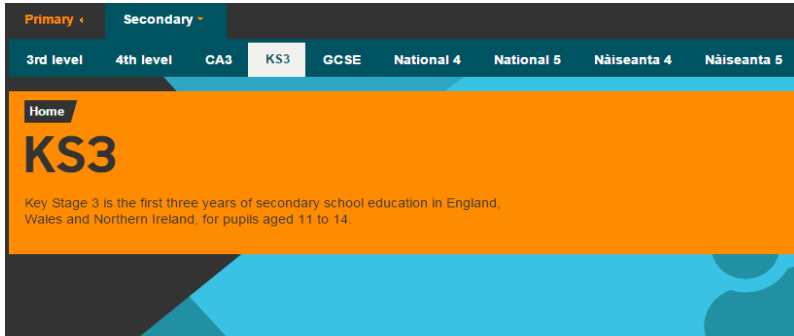 Primary
Secondary
3rd level 4th level CA3 KS3 GCSE National 4 National 5 Nàiseanta 4 Nàiseanta 5
Home
KS3
Key Stage 3 is the first three years of secondary school education in England,
Wales and Northern Ireland, for pupils aged 11 to 14.